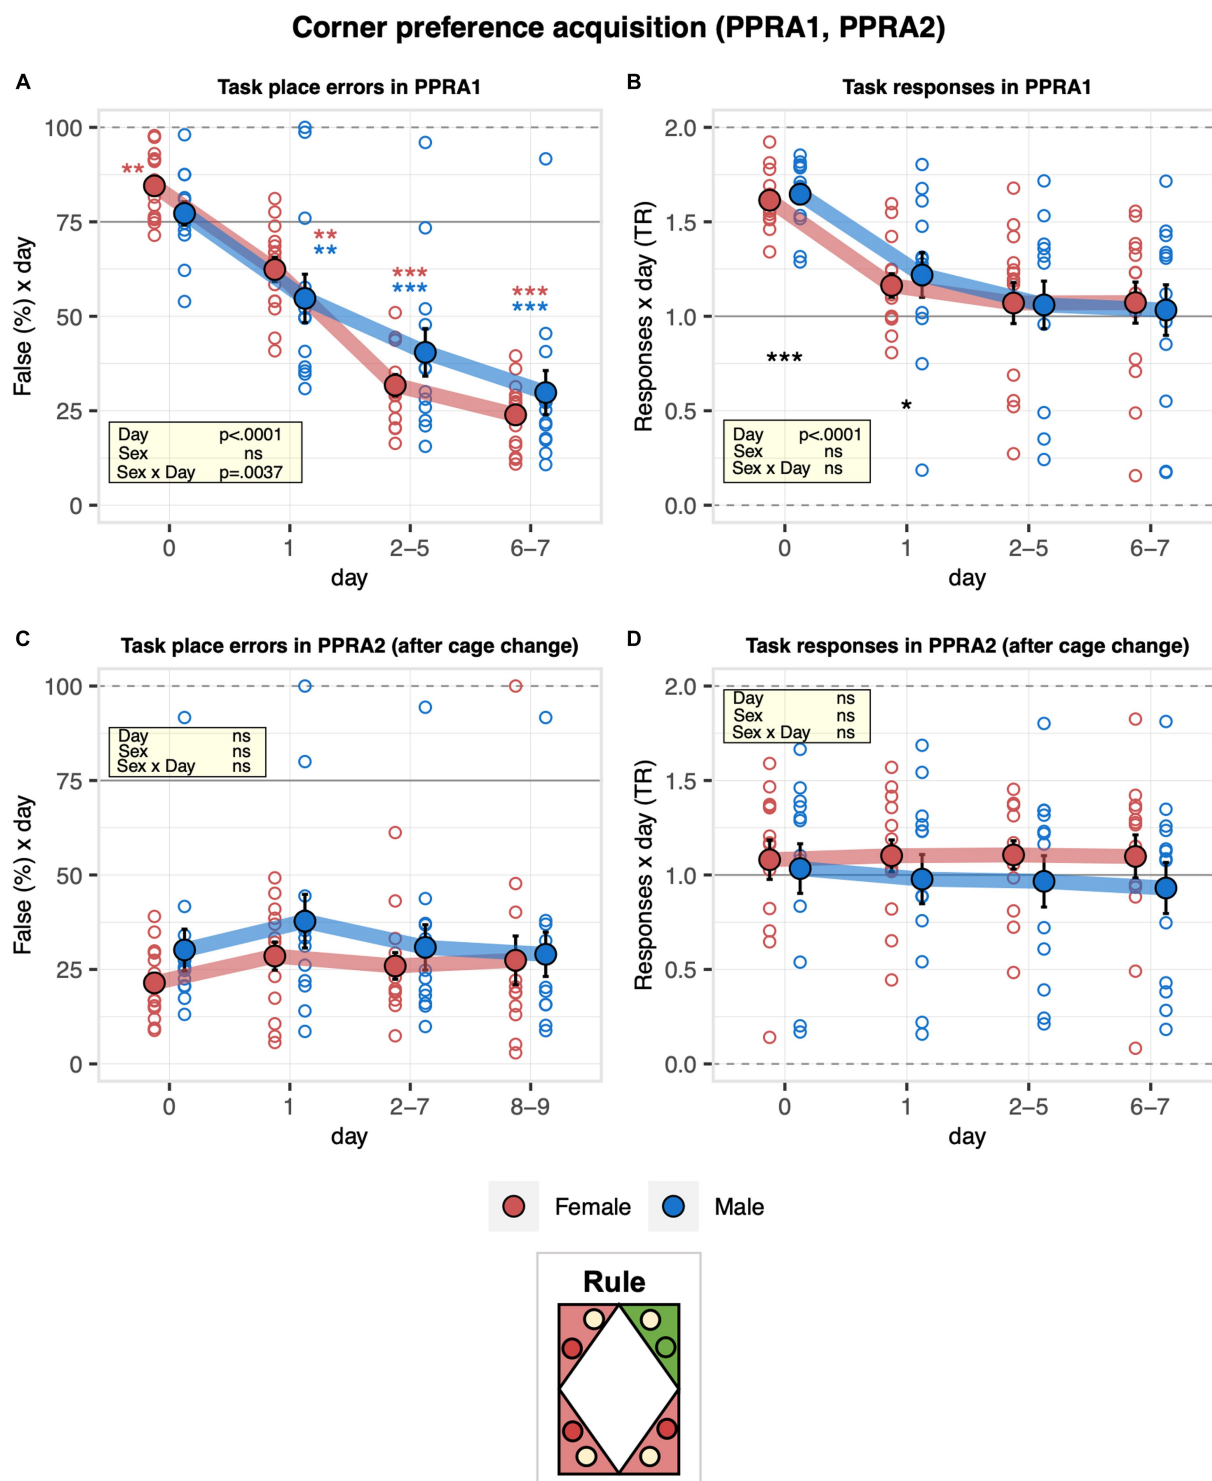 Corner preference acquisition (PPRA1, PPRA2)
A
Task place errors in PPRA1
False (%) x day
100
75
50
25
0
**
**
**
***
***
***
***
Day p<.0001
Sex ns
Sex x Day p=.0037
0 1 2–5 6–7
day
B
Task responses in PPRA1
Responses x day (TR)
2.0
1.5
1.0
0.5
0.0
***
*
Day p<.0001
Sex ns
Sex x Day ns
0 1 2–5 6–7
day
C
Task place errors in PPRA2 (after cage change)
False (%) x day
100
75
50
25
0
Day ns
Sex ns
Sex x Day ns
0 1 2–7 8–9
day
D
Task responses in PPRA2 (after cage change)
Responses x day (TR)
2.0
1.5
1.0
0.5
0.0
Day ns
Sex ns
Sex x Day ns
0 1 2–5 6–7
day
Female Male
Rule